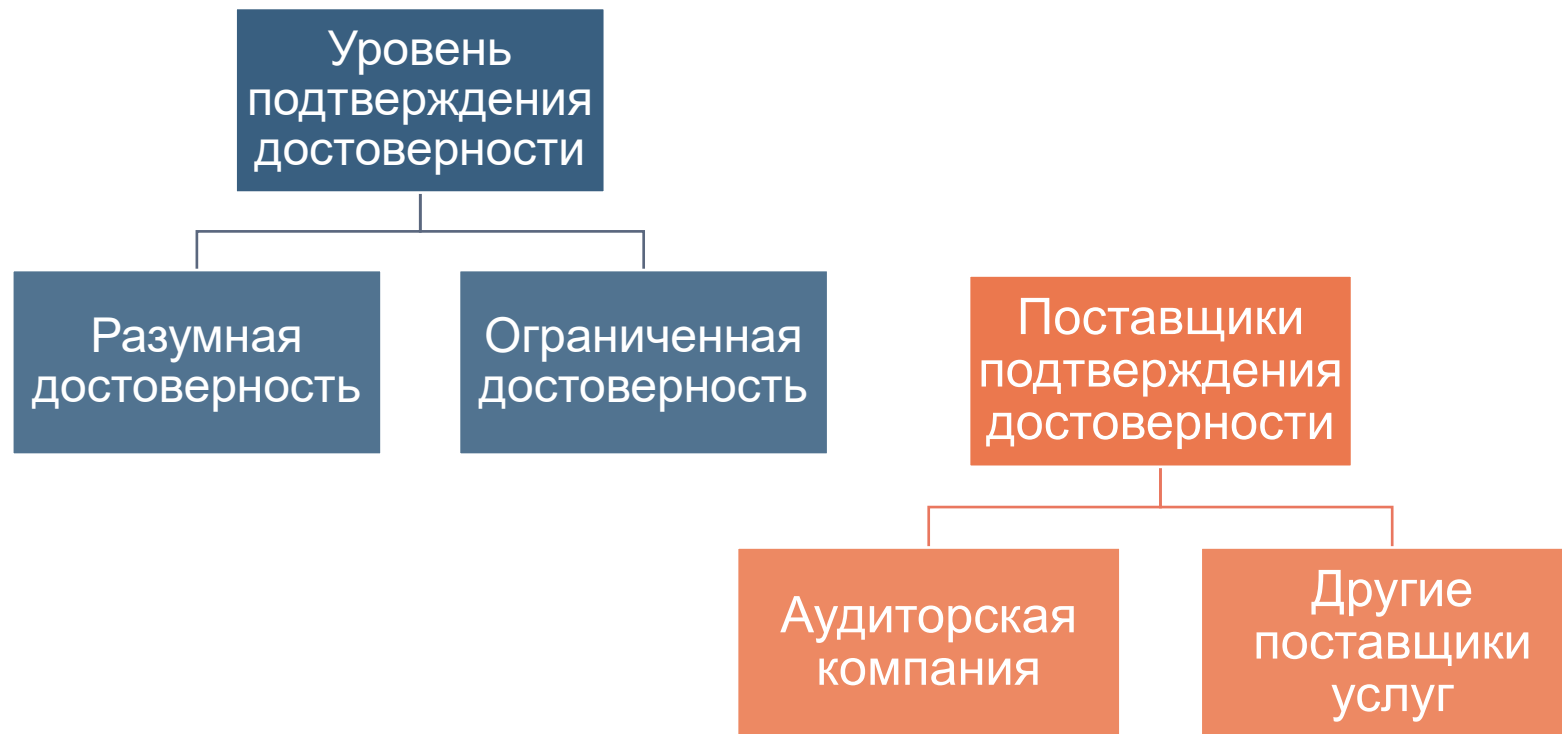 Уровень
подтверждения
достоверности
Разумная
достоверность
Ограниченная
достоверность
Поставщики
подтверждения
достоверности
Аудиторская
компания
Другие
поставщики
услуг